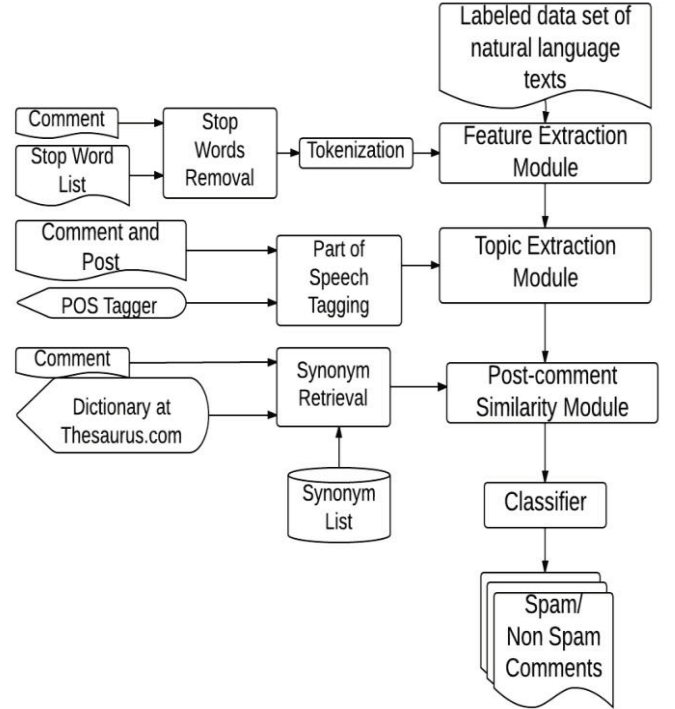 Labeled data set of
natural language
texts
Comment
Stop Word
List
Stop
Words
Removal
Tokenization
Feature Extraction
Module
Comment and
Post
POS Tagger
Part of
Speech
Tagging
Topic Extraction
Module
Comment
Dictionary at
Thesaurus.com
Synonym
Retrieval
Synonym
List
Post-comment
Similarity Module
Classifier
Spam/
Non Spam
Comments